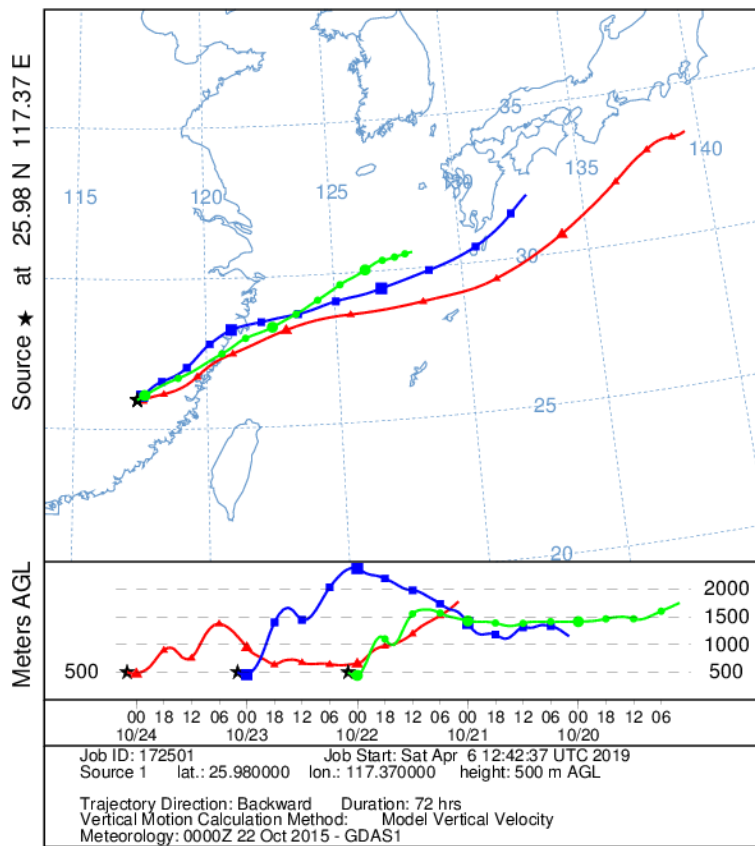 Source ★ at 25.98 N 117.37 E
35
140
135
115
120
125
130
30
25
20
Meters AGL
2000
1500
1000
500
500
00 18 12 06 00 18 12 06 00 18 12 06 00 18 12 06 00 18 12 06
10/24 10/23 10/22 10/21 10/20
Job ID: 172501 Job Start: Sat Apr 6 12:42:37 UTC 2019
Source 1 lat.: 25.980000 lon.: 117.370000 height: 500 m AGL
Trajectory Direction: Backward Duration: 72 hrs
Vertical Motion Calculation Method: Model Vertical Velocity
Meteorology: 0000Z 22 Oct 2015 - GDAS1